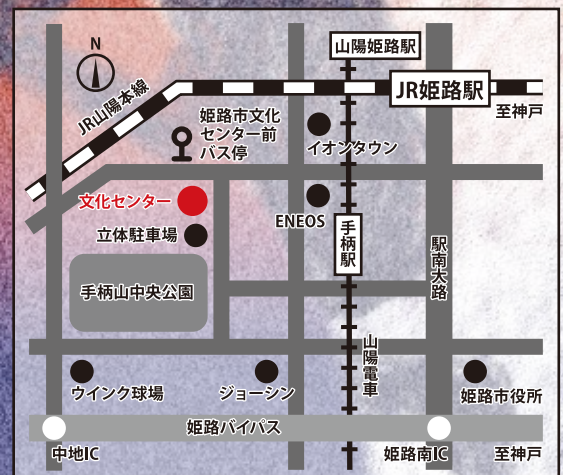 山陽姫路駅
N
JR姫路駅
JR山陽本線
至神戸
姫路市文化
センター前
バス停
イオンタウン
文化センター
ENEOS
立体駐車場
手柄駅
駅南大路
手柄山中央公園
山陽電車
ウインク球場
ジョーシン
姫路市役所
姫路バイパス
中地IC
姫路南IC
至神戸